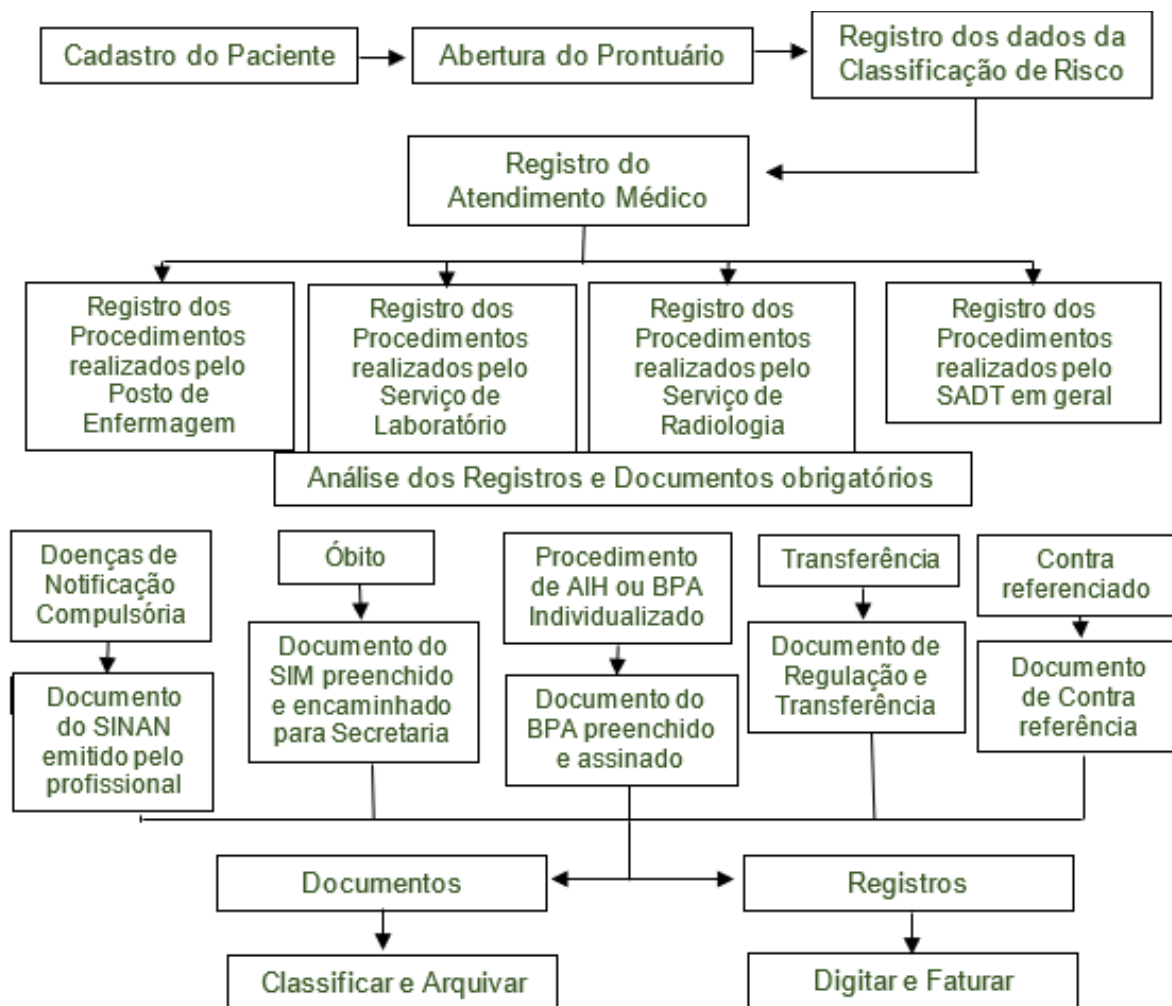 Cadastro do Paciente
Abertura do Prontuário
Registro dos dados da
Classificação de Risco
Registro do
Atendimento Médico
Registro dos
Procedimentos
realizados pelo
Posto de
Enfermagem
Registro dos
Procedimentos
realizados pelo
Serviço de
Laboratório
Registro dos
Procedimentos
realizados pelo
Serviço de
Radiologia
Registro dos
Procedimentos
realizados pelo
SADT em geral
Análise dos Registros e Documentos obrigatórios
Doenças de
Notificação
Compulsória
Óbito
Procedimento
de AIH ou BPA
Individualizado
Transferência
Contra
referenciado
Documento
do SINAN
emitido pelo
profissional
Documento do
SIM preenchido
e encaminhado
para Secretaria
Documento do
BPA preenchido
e assinado
Documento de
Regulação e
Transferência
Documento
de Contra
referência
Documentos
Registros
Classificar e Arquivar
Digitar e Faturar